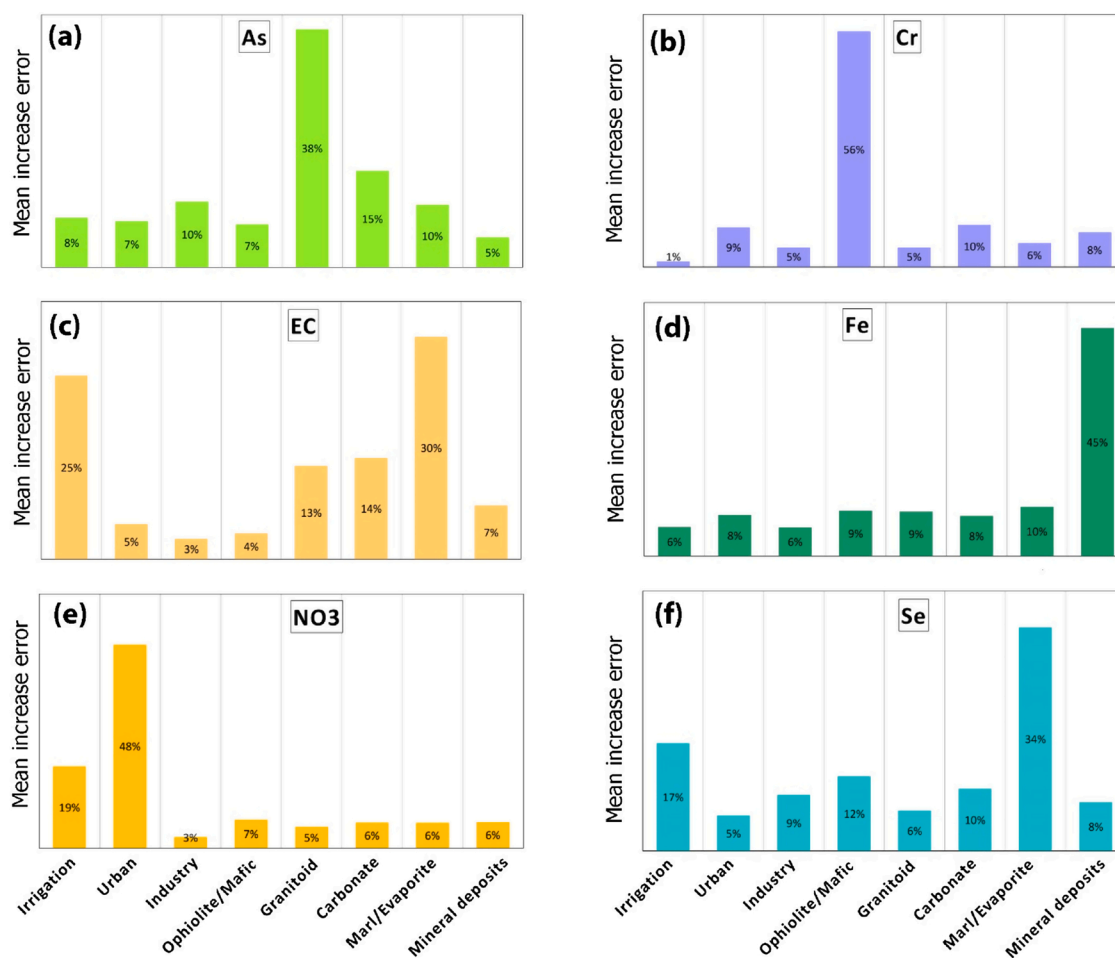 (a)
As
Mean increase error
8%
7%
10%
7%
38%
15%
10%
5%
(b)
Cr
Mean increase error
1%
9%
5%
56%
5%
10%
6%
8%
(c)
EC
Mean increase error
25%
5%
3%
4%
13%
14%
30%
7%
(d)
Fe
Mean increase error
6%
8%
6%
9%
9%
8%
10%
45%
(e)
NO3
Mean increase error
19%
48%
3%
7%
5%
6%
6%
6%
Irrigation
Urban
Industry
Ophiolite/Mafic
Granitoid
Carbonate
Marl/Evaporite
Mineral deposits
(f)
Se
Mean increase error
17%
5%
9%
12%
6%
10%
34%
8%
Irrigation
Urban
Industry
Ophiolite/Mafic
Granitoid
Carbonate
Marl/Evaporite
Mineral deposits